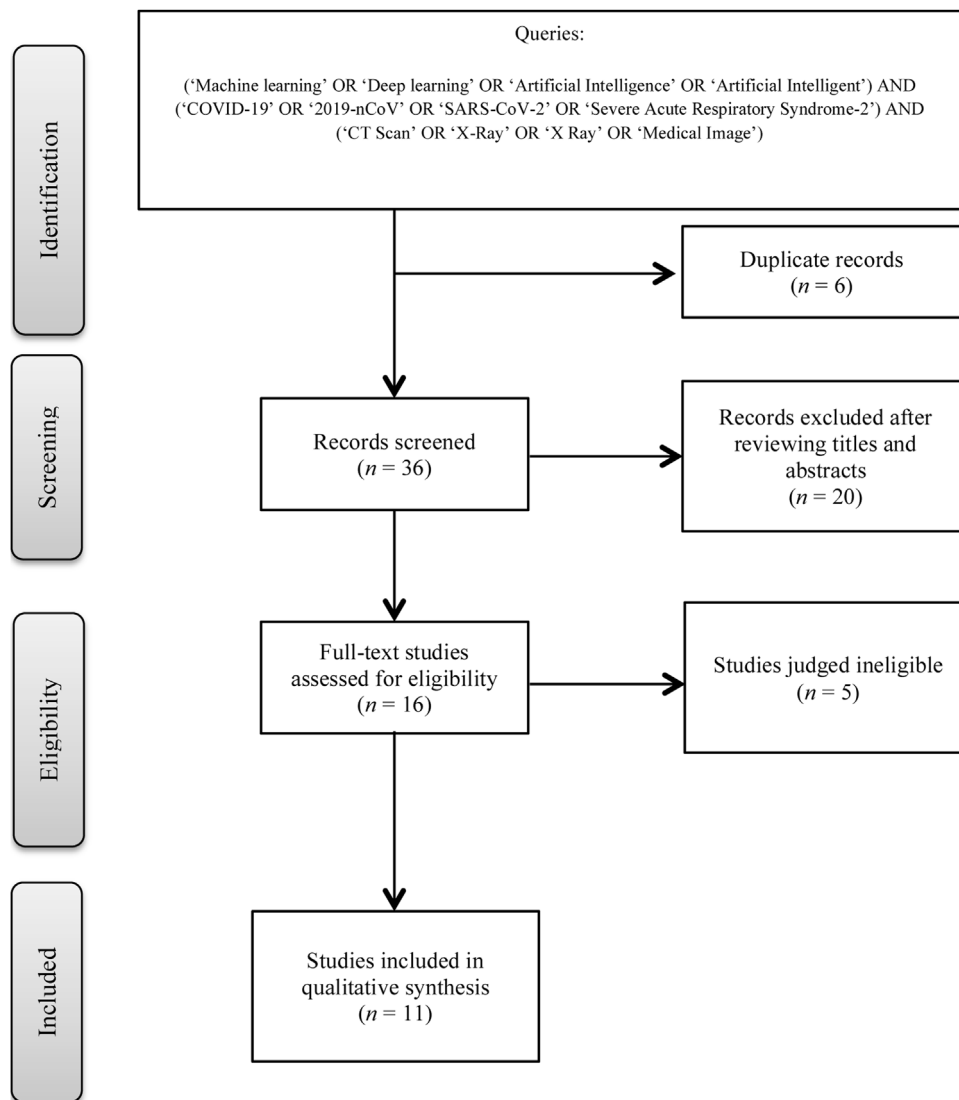 Identification
Queries:
(‘Machine learning’ OR ‘Deep learning’ OR ‘Artificial Intelligence’ OR ‘Artificial Intelligent’) AND
(‘COVID-19’ OR ‘2019-nCoV’ OR ‘SARS-CoV-2’ OR ‘Severe Acute Respiratory Syndrome-2’) AND
(‘CT Scan’ OR ‘X-Ray’ OR ‘X Ray’ OR ‘Medical Image’)
Duplicate records
(n = 6)
Screening
Records screened
(n = 36)
Records excluded after
reviewing titles and
abstracts
(n = 20)
Eligibility
Full-text studies
assessed for eligibility
(n = 16)
Studies judged ineligible
(n = 5)
Included
Studies included in
qualitative synthesis
(n = 11)